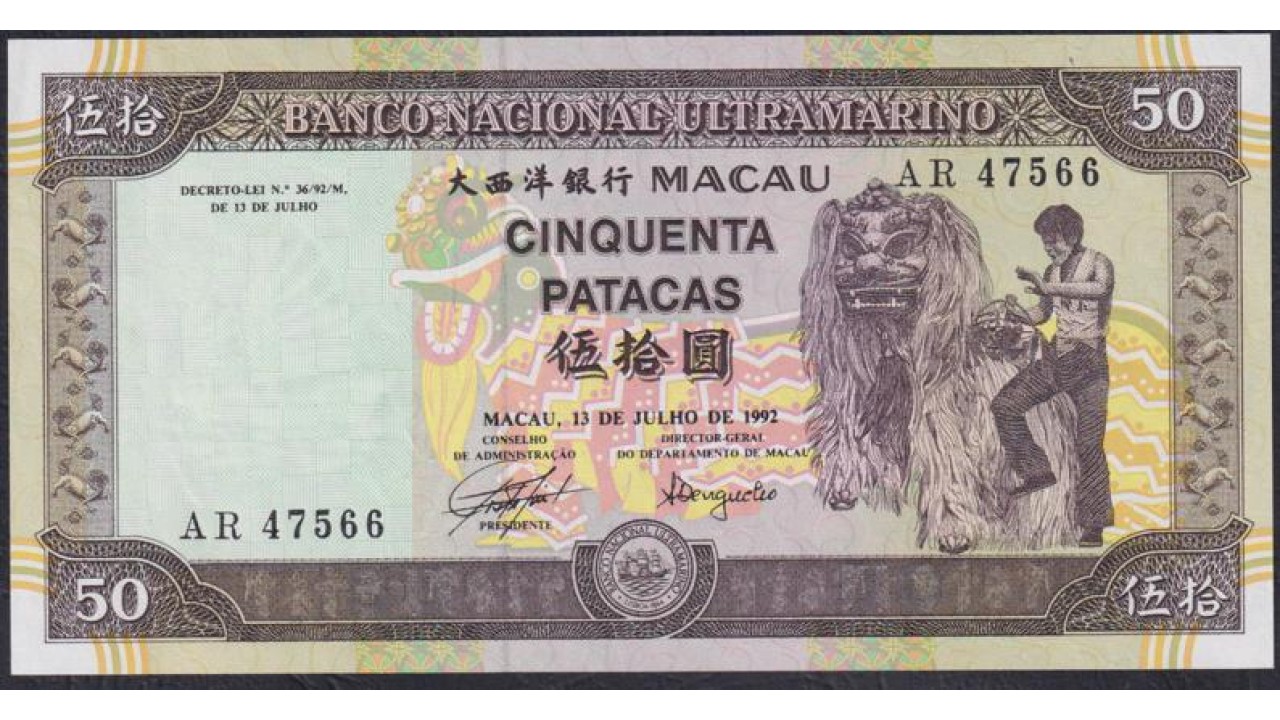 伍拾
BANCO NACIONAL ULTRAMARINO
50
DECRETO-LEI N.º 36/92/M,
DE 13 DE JULHO
大西洋銀行 MACAU
AR 47566
CINQUENTA
PATACAS
伍拾圓
MACAU, 13 DE JULHO DE 1992
CONSELHO
DE ADMINISTRAÇÃO
DIRECTOR-GERAL
DO DEPARTAMENTO DE MACAU
PRESIDENTE
AR 47566
50
BANCO NACIONAL ULTRAMARINO
伍拾